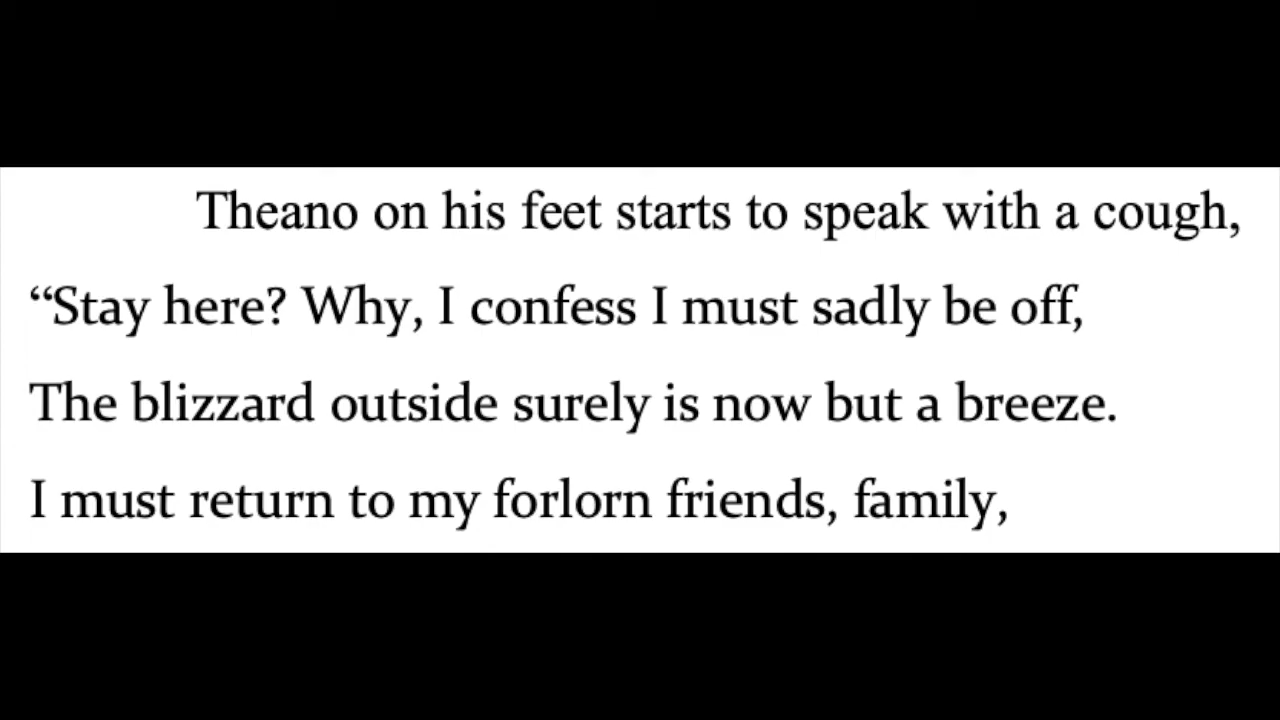 Theano on his feet starts to speak with a cough,
“Stay here? Why, I confess I must sadly be off,
The blizzard outside surely is now but a breeze.
I must return to my forlorn friends, family,